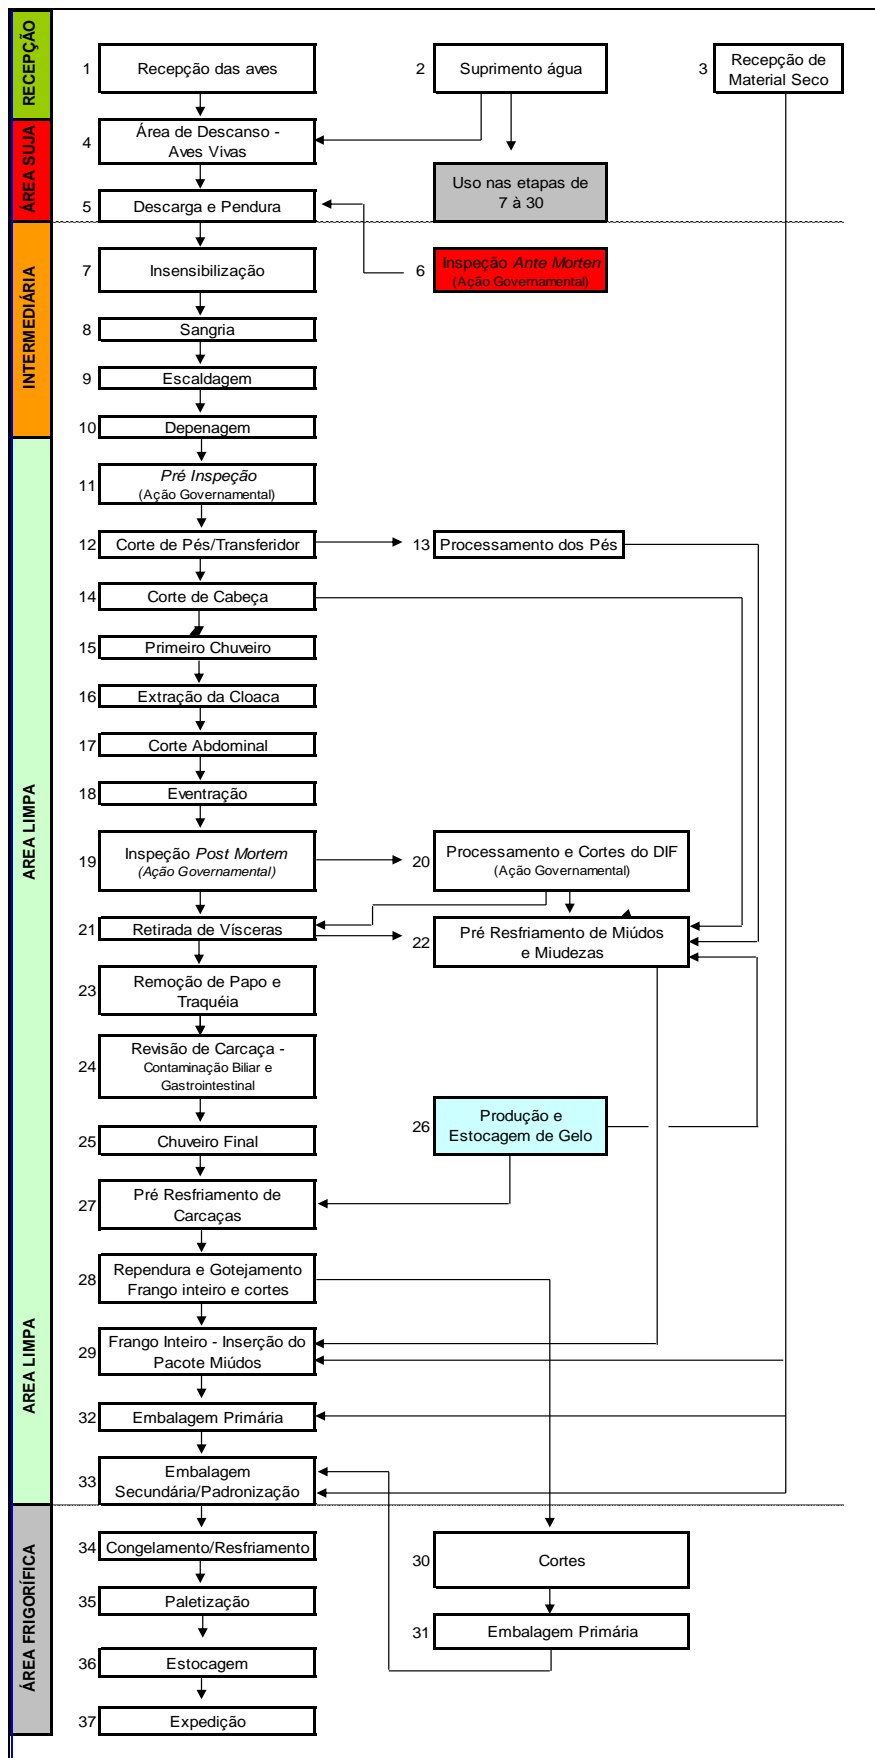 RECEPÇÃO
1
Recepção das aves
2
Suprimento água
3
Recepção de
Material Seco
ÁREA SUJA
4
Área de Descanso -
Aves Vivas
Uso nas etapas de
7 à 30
5
Descarga e Pendura
INTERMEDIÁRIA
6
Inspeção Ante Morten
(Ação Governamental)
7
Insensibilização
8
Sangria
9
Escaldagem
10
Depenagem
AREA LIMPA
11
Pré Inspeção
(Ação Governamental)
12
Corte de Pés/Transferidor
13
Processamento dos Pés
14
Corte de Cabeça
15
Primeiro Chuveiro
16
Extração da Cloaca
17
Corte Abdominal
18
Eventração
19
Inspeção Post Mortem
(Ação Governamental)
20
Processamento e Cortes do DIF
(Ação Governamental)
21
Retirada de Vísceras
22
Pré Resfriamento de Miúdos
e Miudezas
23
Remoção de Papo e
Traquéia
24
Revisão de Carcaça -
Contaminação Biliar e
Gastrointestinal
25
Chuveiro Final
26
Produção e
Estocagem de Gelo
27
Pré Resfriamento de
Carcaças
28
Rependura e Gotejamento
Frango inteiro e cortes
AREA LIMPA
29
Frango Inteiro - Inserção do
Pacote Miúdos
32
Embalagem Primária
33
Embalagem
Secundária/Padronização
ÁREA FRIGORÍFICA
34
Congelamento/Resfriamento
30
Cortes
35
Paletização
31
Embalagem Primária
36
Estocagem
37
Expedição